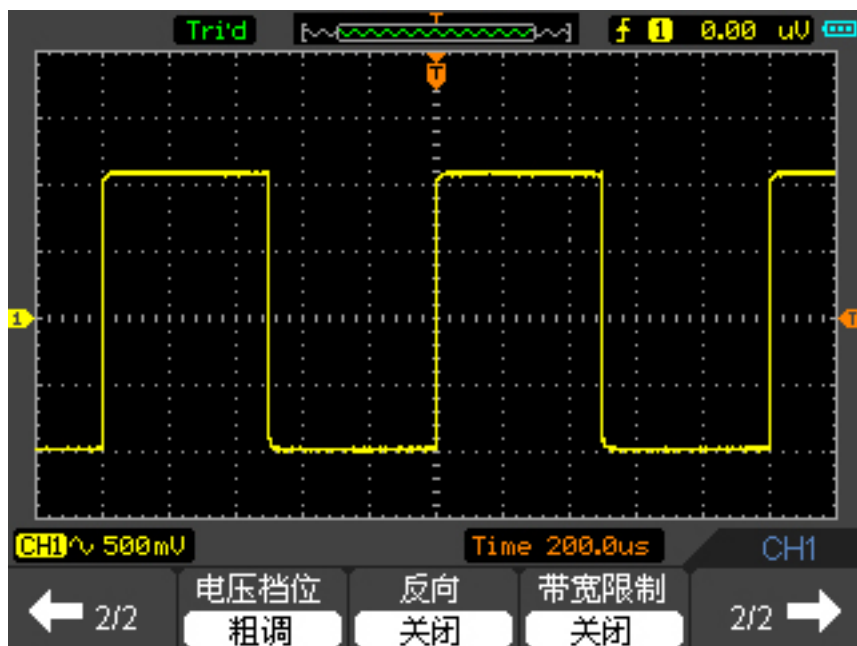 Tri'd T f 1 0.00 uV
T
1 T
CH1 500mV Time 200.0us CH1
2/2 电压档位 反向 带宽限制 2/2
粗调 关闭 关闭